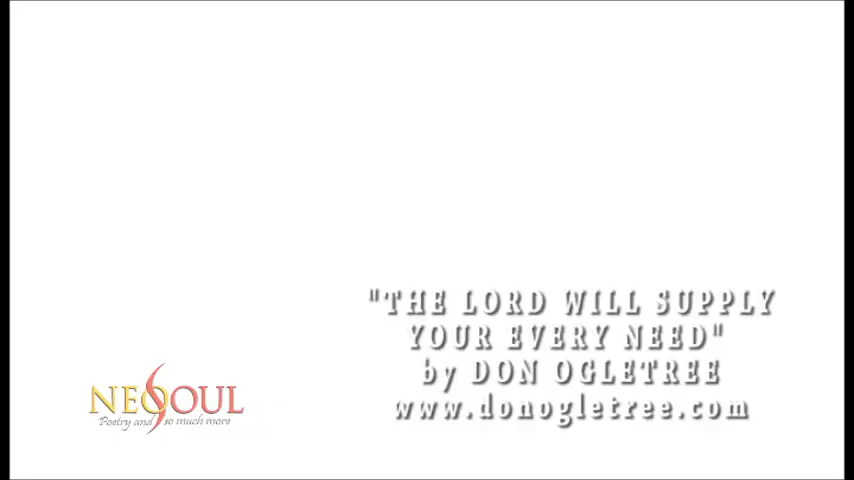 "THE LORD WILL SUPPLY
YOUR EVERY NEED"
by DON OGLETREE
www.donogletree.com
NEOSOUL
Poetry and so much more